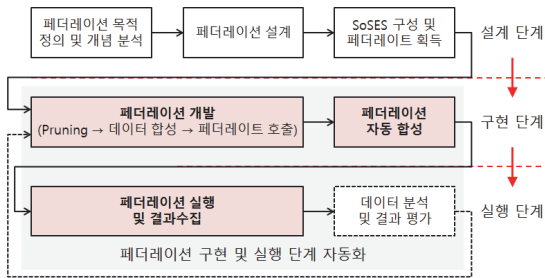 페더레이션 목적
정의 및 개념 분석
페더레이션 설계
SoSES 구성 및
페더레이트 획득
설계 단계
페더레이션 개발
(Pruning → 데이터 합성 → 페더레이트 호출)
페더레이션
자동 합성
구현 단계
페더레이션 실행
및 결과수집
데이터 분석
및 결과 평가
실행 단계
페더레이션 구현 및 실행 단계 자동화